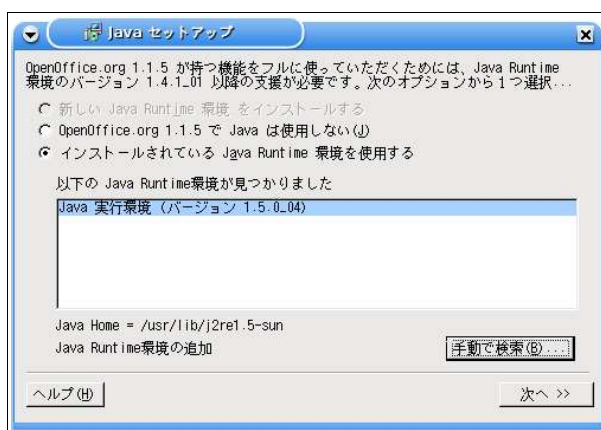 Java セットアップ
OpenOffice.org 1.1.5 が持つ機能をフルに使っていただくためには、Java Runtime
環境のバージョン 1.4.1_01 以降の支援が必要です。次のオプションから１つ選択...
新しい Java Runtime 環境 をインストールする
OpenOffice.org 1.1.5 で Java は使用しない(J)
インストールされている Java Runtime 環境を使用する
以下の Java Runtime環境が見つかりました
Java 実行環境 (バージョン 1.5.0_04)
Java Home = /usr/lib/j2re1.5-sun
Java Runtime環境の追加
手動で検索(B)...
ヘルプ(H)
次へ >>